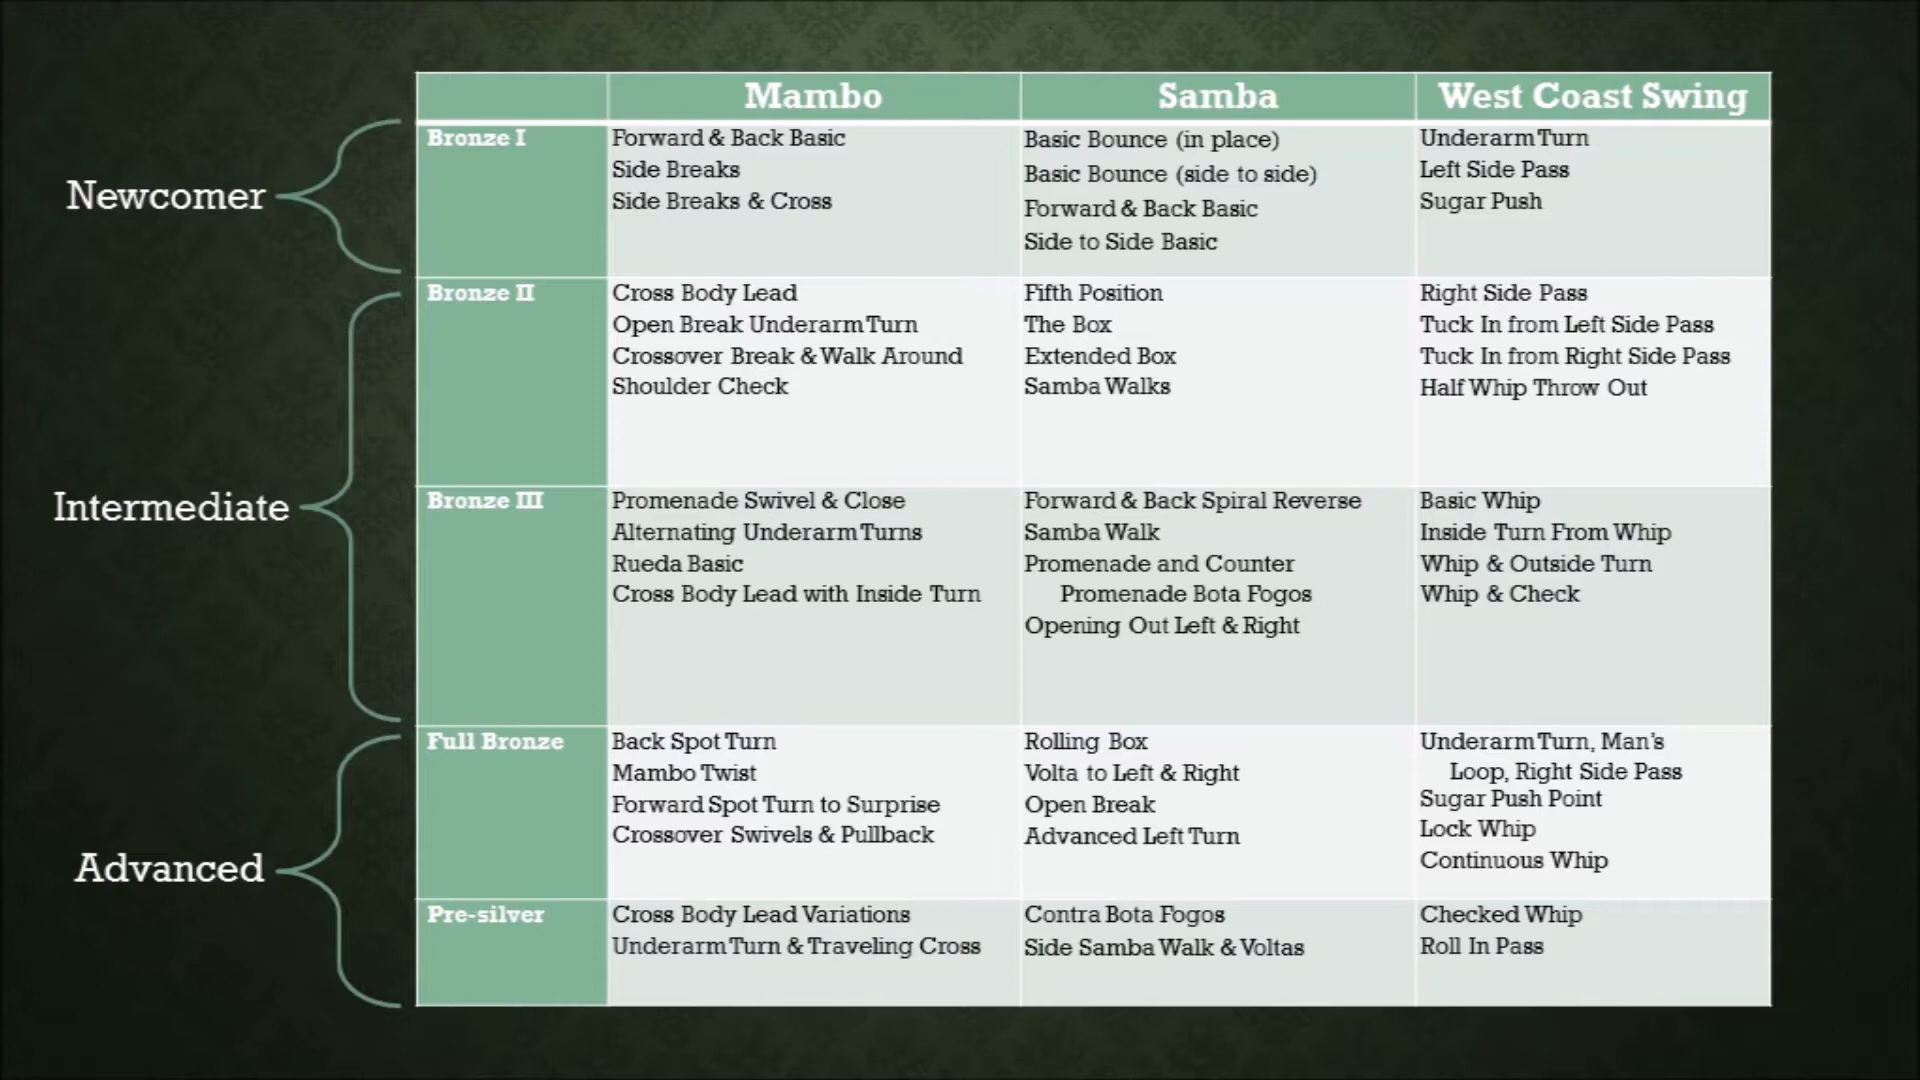 Mambo
Samba
West Coast Swing
Newcomer
Bronze I
Forward & Back Basic
Side Breaks
Side Breaks & Cross
Basic Bounce (in place)
Basic Bounce (side to side)
Forward & Back Basic
Side to Side Basic
Underarm Turn
Left Side Pass
Sugar Push
Intermediate
Bronze II
Cross Body Lead
Open Break Underarm Turn
Crossover Break & Walk Around
Shoulder Check
Fifth Position
The Box
Extended Box
Samba Walks
Right Side Pass
Tuck In from Left Side Pass
Tuck In from Right Side Pass
Half Whip Throw Out
Bronze III
Promenade Swivel & Close
Alternating Underarm Turns
Rueda Basic
Cross Body Lead with Inside Turn
Forward & Back Spiral Reverse
Samba Walk
Promenade and Counter
Promenade Bota Fogos
Opening Out Left & Right
Basic Whip
Inside Turn From Whip
Whip & Outside Turn
Whip & Check
Advanced
Full Bronze
Back Spot Turn
Mambo Twist
Forward Spot Turn to Surprise
Crossover Swivels & Pullback
Rolling Box
Volta to Left & Right
Open Break
Advanced Left Turn
Underarm Turn, Man's
Loop, Right Side Pass
Sugar Push Point
Lock Whip
Continuous Whip
Pre-silver
Cross Body Lead Variations
Underarm Turn & Traveling Cross
Contra Bota Fogos
Side Samba Walk & Voltas
Checked Whip
Roll In Pass